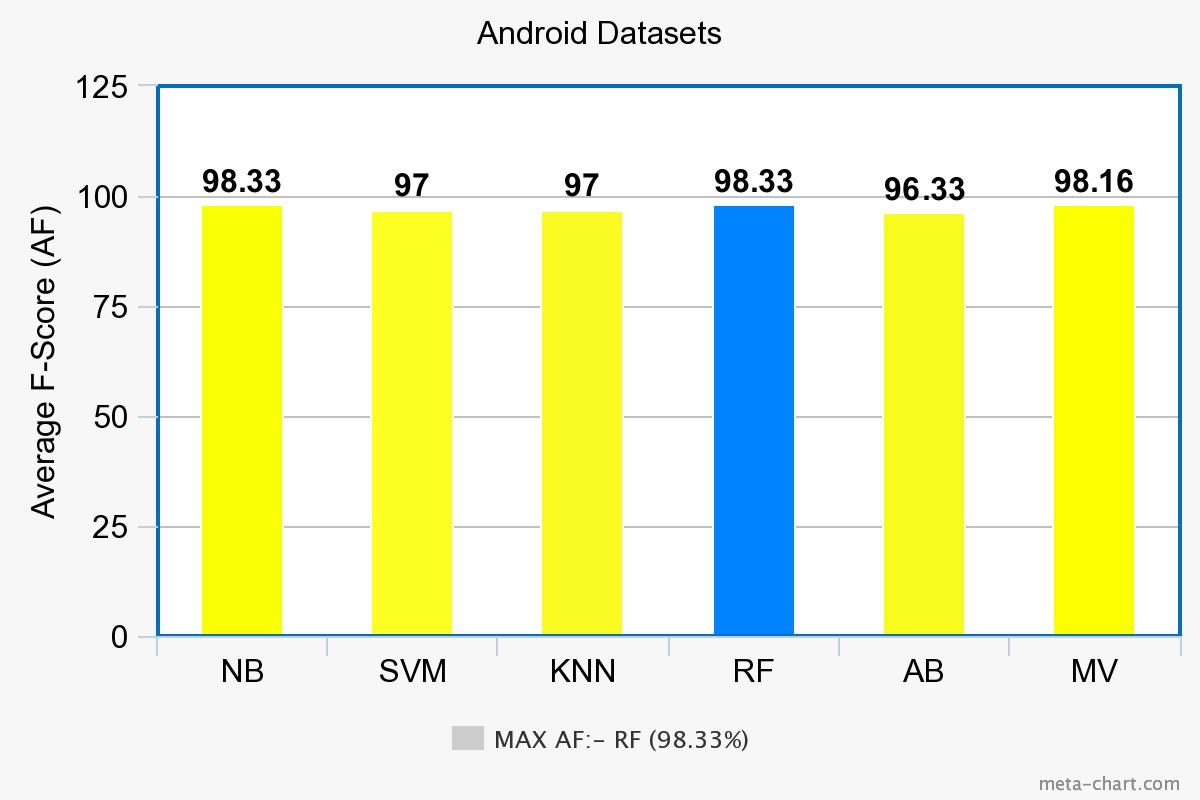 Android Datasets
Average F-Score (AF)
125
100
75
50
25
0
98.33
97
97
98.33
96.33
98.16
NB
SVM
KNN
RF
AB
MV
MAX AF:- RF (98.33%)
meta-chart.com